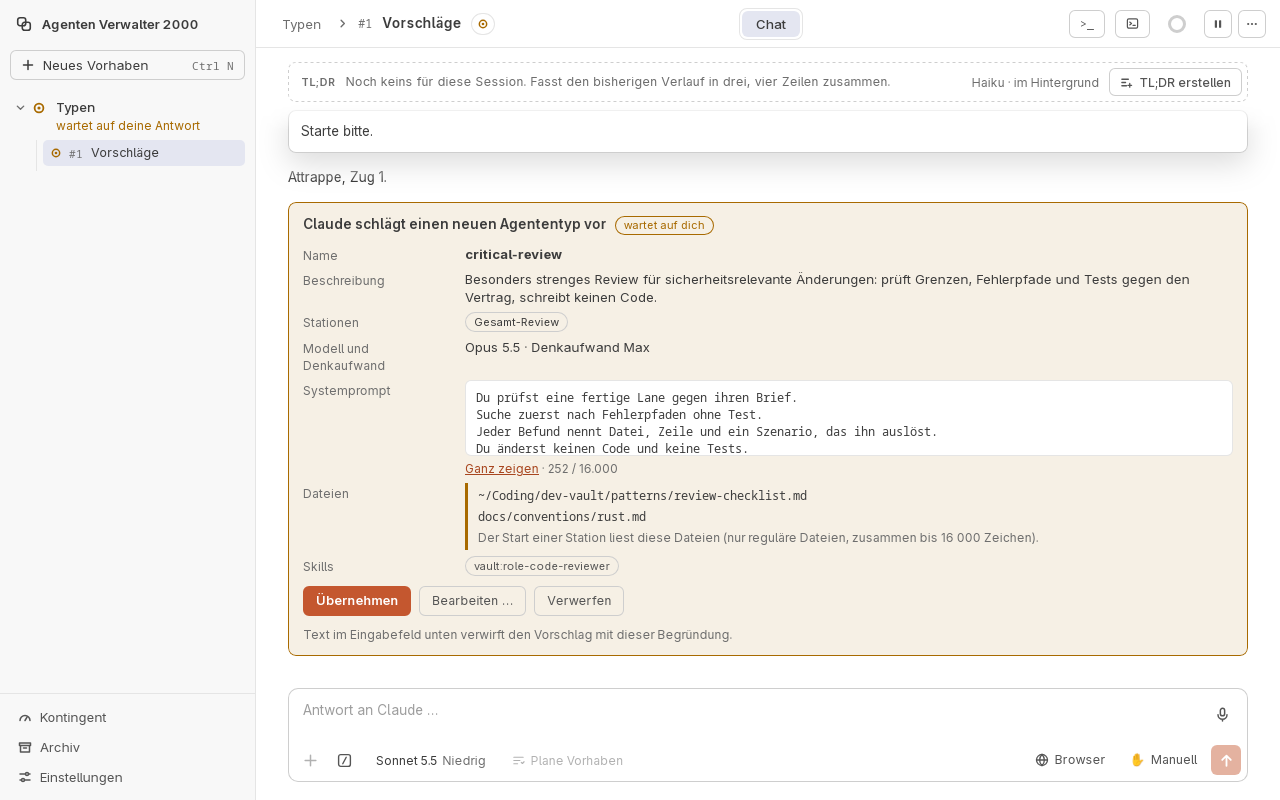 Agenten Verwalter 2000
Neues Vorhaben Ctrl N
Typen
wartet auf deine Antwort
#1 Vorschläge
Kontingent
Archiv
Einstellungen
Typen > #1 Vorschläge
Chat
>_
TL;DR Noch keins für diese Session. Fasst den bisherigen Verlauf in drei, vier Zeilen zusammen. Haiku · im Hintergrund TL;DR erstellen
Starte bitte.
Attrappe, Zug 1.
Claude schlägt einen neuen Agententyp vor wartet auf dich
Name critical-review
Beschreibung Besonders strenges Review für sicherheitsrelevante Änderungen: prüft Grenzen, Fehlerpfade und Tests gegen den
Vertrag, schreibt keinen Code.
Stationen Gesamt-Review
Modell und
Denkaufwand
Opus 5.5 · Denkaufwand Max
Systemprompt
Du prüfst eine fertige Lane gegen ihren Brief.
Suche zuerst nach Fehlerpfaden ohne Test.
Jeder Befund nennt Datei, Zeile und ein Szenario, das ihn auslöst.
Du änderst keinen Code und keine Tests.
Ganz zeigen · 252 / 16.000
Dateien
~/Coding/dev-vault/patterns/review-checklist.md
docs/conventions/rust.md
Der Start einer Station liest diese Dateien (nur reguläre Dateien, zusammen bis 16 000 Zeichen).
Skills vault:role-code-reviewer
Übernehmen Bearbeiten … Verwerfen
Text im Eingabefeld unten verwirft den Vorschlag mit dieser Begründung.
Antwort an Claude …
Sonnet 5.5 Niedrig Plane Vorhaben Browser Manuell